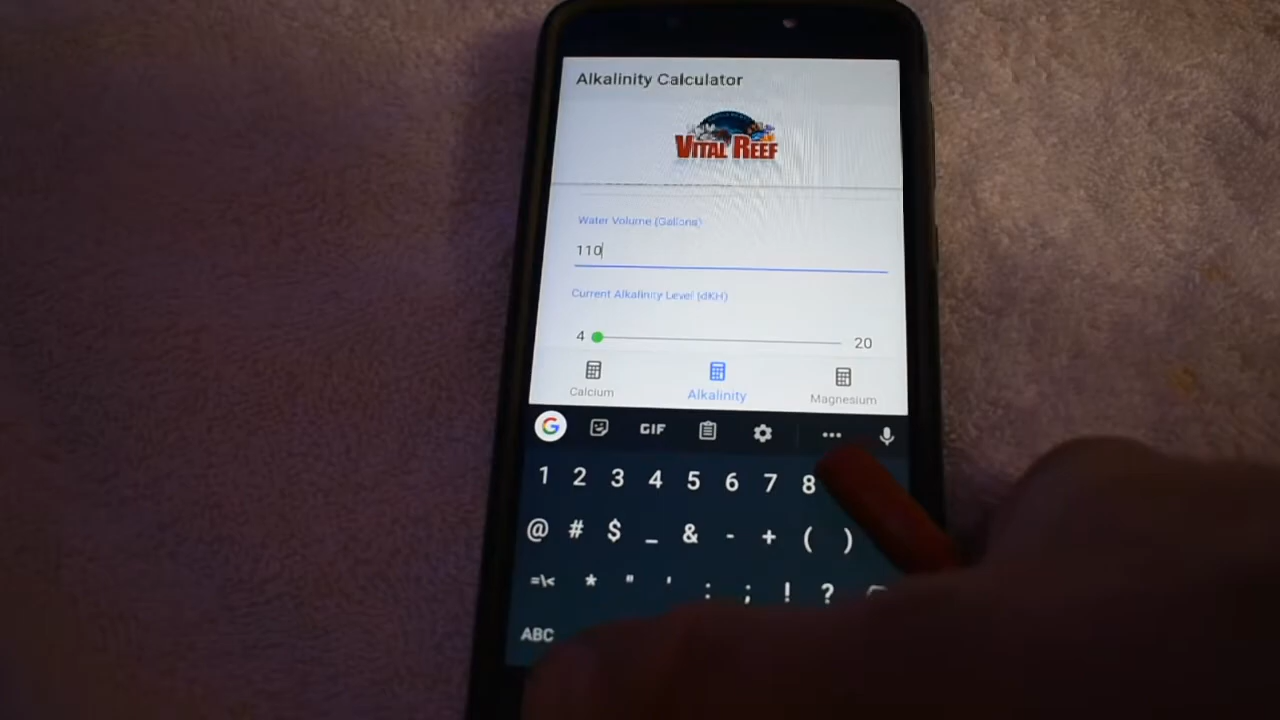 Alkalinity Calculator
VITAL REEF
Water Volume (Gallons)
110
Current Alkalinity Level (dKH)
4 20
Calcium Alkalinity Magnesium
G GIF
1 2 3 4 5 6 7 8
@ # $ _ & - + ( )
=\< * " ' : ; ! ?
ABC